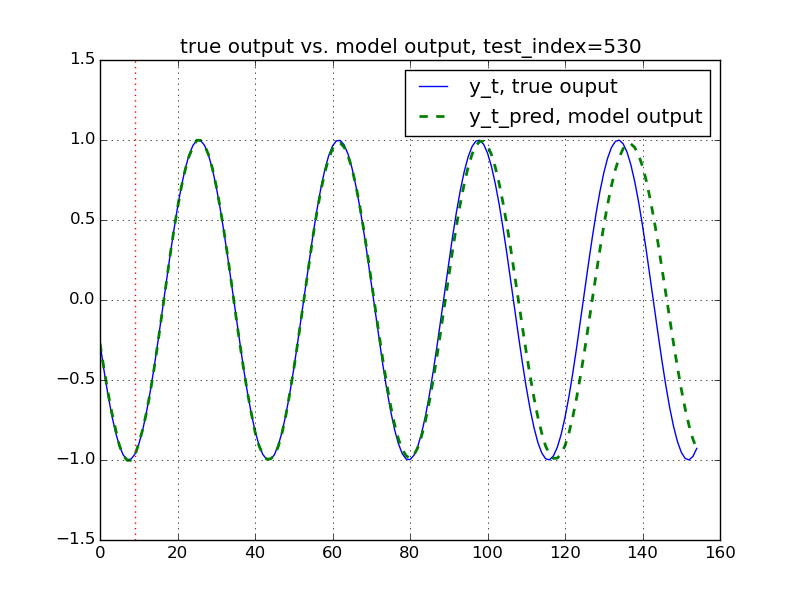 true output vs. model output, test_index=530
y_t, true ouput
y_t_pred, model output
1.5
1.0
0.5
0.0
−0.5
−1.0
−1.5
0 20 40 60 80 100 120 140 160